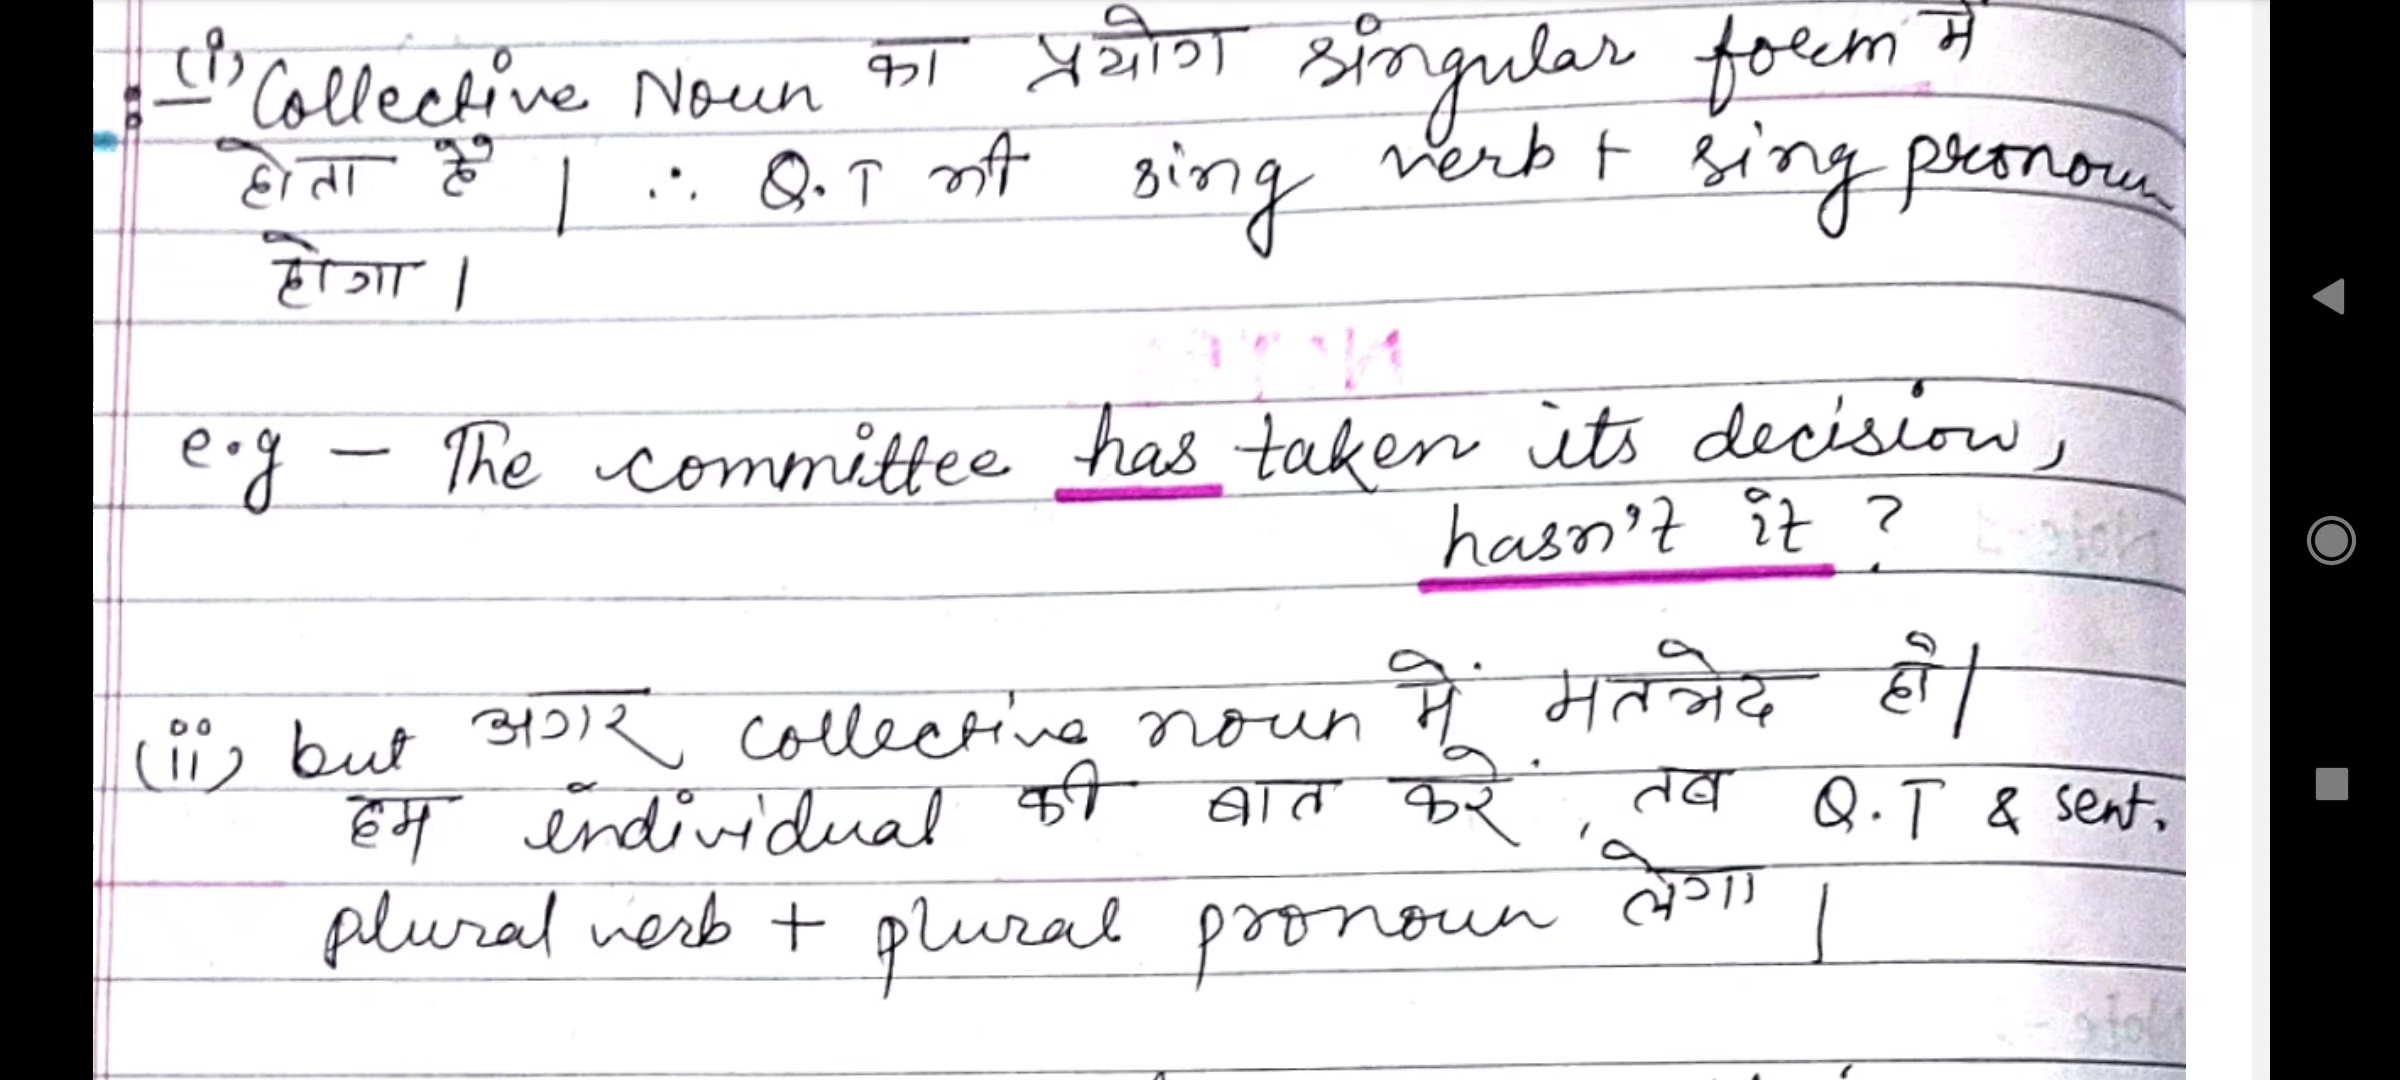 (i) Collective Noun का प्रयोग singular form में
होता है | ∴ Q.T भी sing verb + sing pronoun
होगा |
e.g - The committee has taken its decision,
hasn't it ?
(ii) but अगर collective noun में मतभेद हो |
हम individual की बात करें, तब Q.T & sent.
plural verb + plural pronoun लेगा |